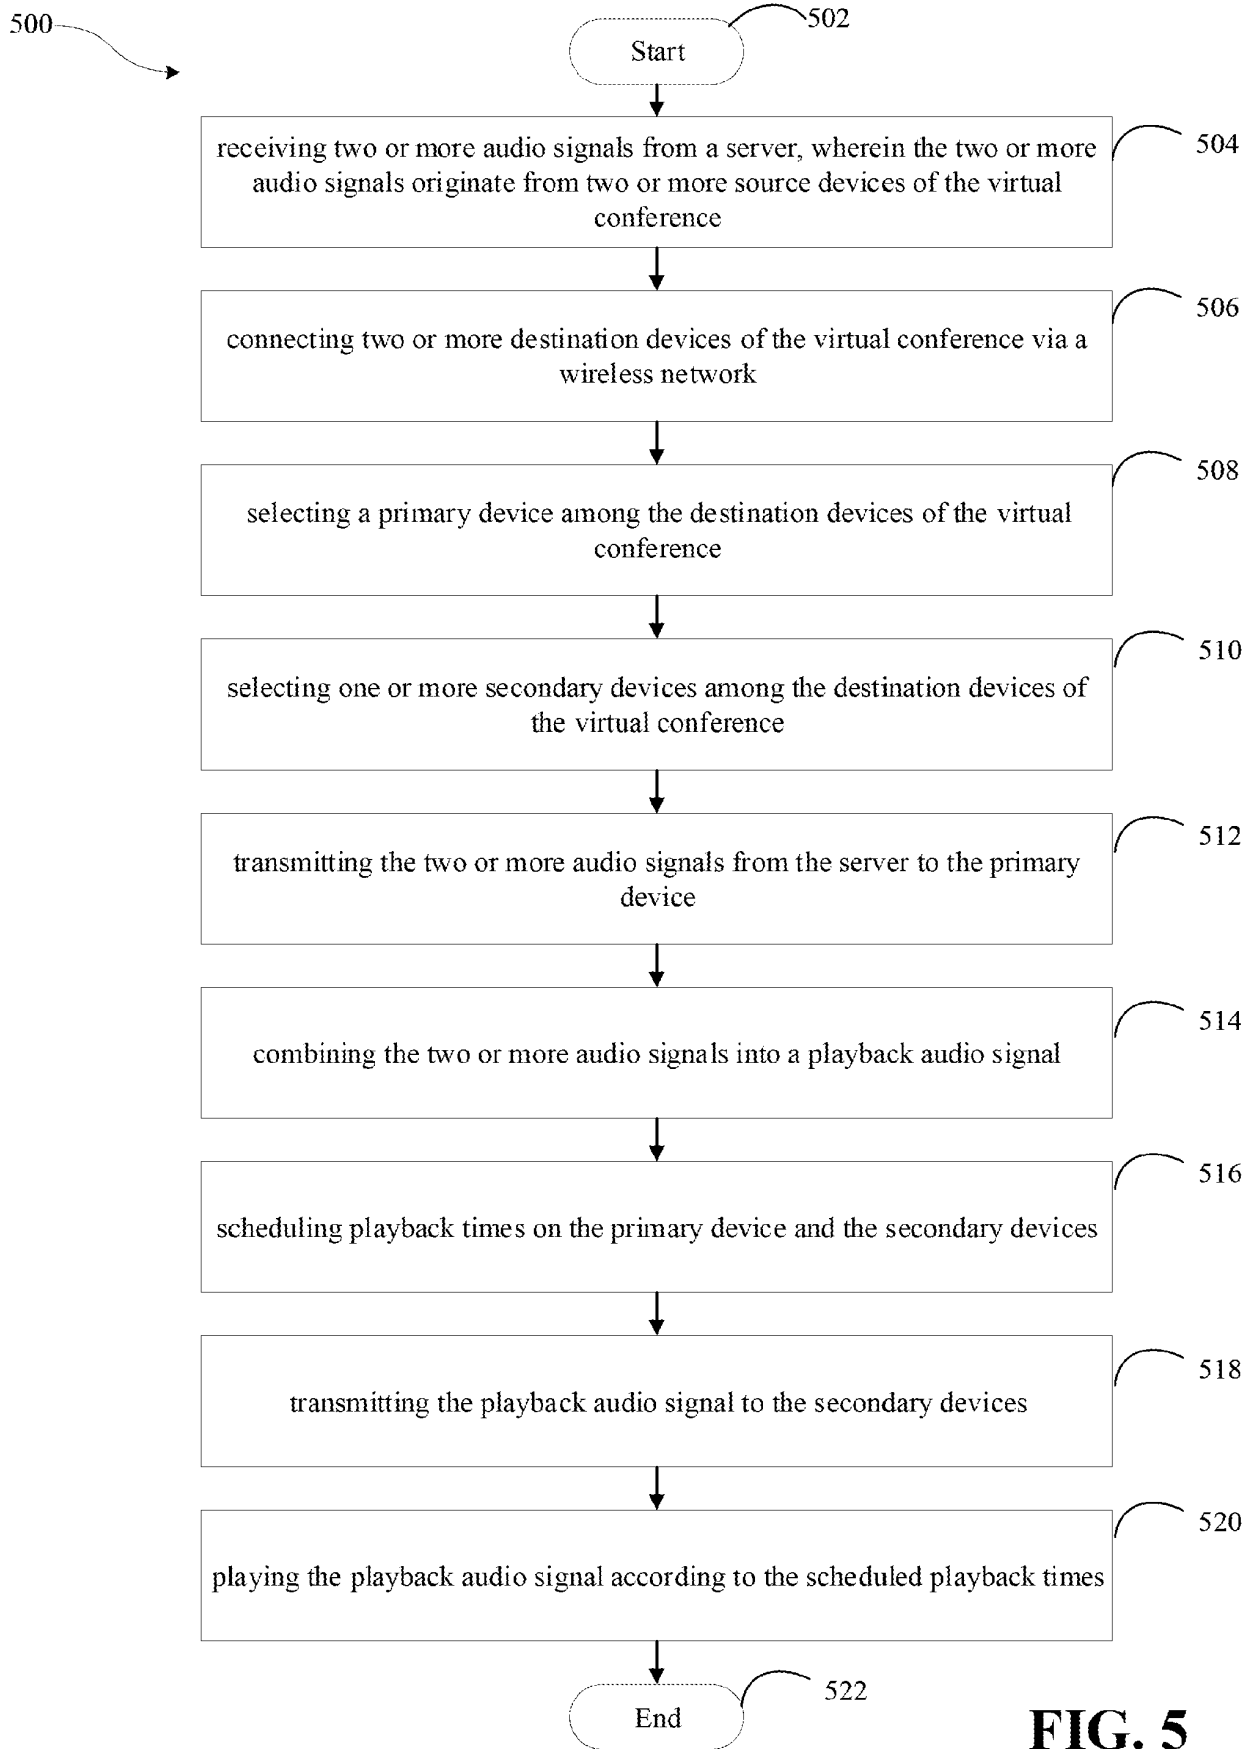 500
502
Start
receiving two or more audio signals from a server, wherein the two or more
audio signals originate from two or more source devices of the virtual
conference
504
connecting two or more destination devices of the virtual conference via a
wireless network
506
selecting a primary device among the destination devices of the virtual
conference
508
selecting one or more secondary devices among the destination devices of
the virtual conference
510
transmitting the two or more audio signals from the server to the primary
device
512
combining the two or more audio signals into a playback audio signal
514
scheduling playback times on the primary device and the secondary devices
516
transmitting the playback audio signal to the secondary devices
518
playing the playback audio signal according to the scheduled playback times
520
End
522
FIG. 5